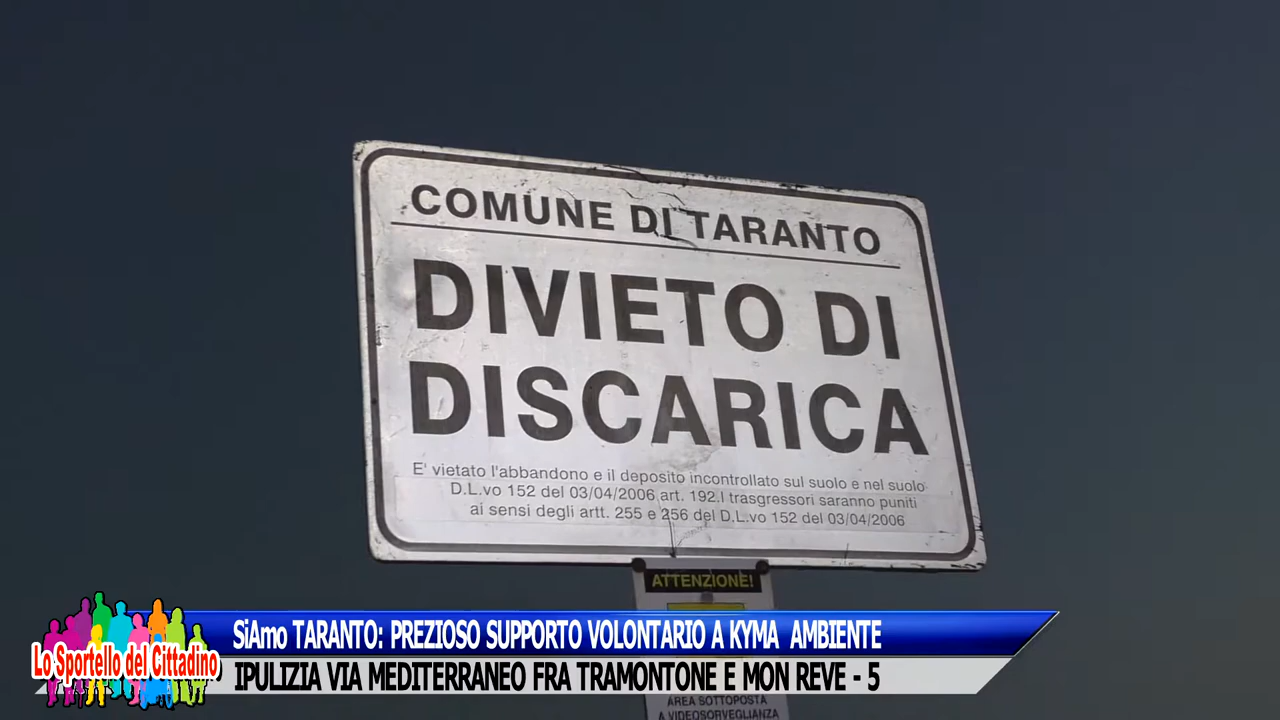 COMUNE DI TARANTO
DIVIETO DI
DISCARICA
E' vietato l'abbandono e il deposito incontrollato sul suolo e nel suolo
D.L.vo 152 del 03/04/2006 art. 192.I trasgressori saranno puniti
ai sensi degli artt. 255 e 256 del D.L.vo 152 del 03/04/2006
ATTENZIONE!
SiAmo TARANTO: PREZIOSO SUPPORTO VOLONTARIO A KYMA AMBIENTE
Lo Sportello del Cittadino
IPULIZIA VIA MEDITERRANEO FRA TRAMONTONE E MON REVE - 5
AREA SOTTOPOSTA
A VIDEOSORVEGLIANZA